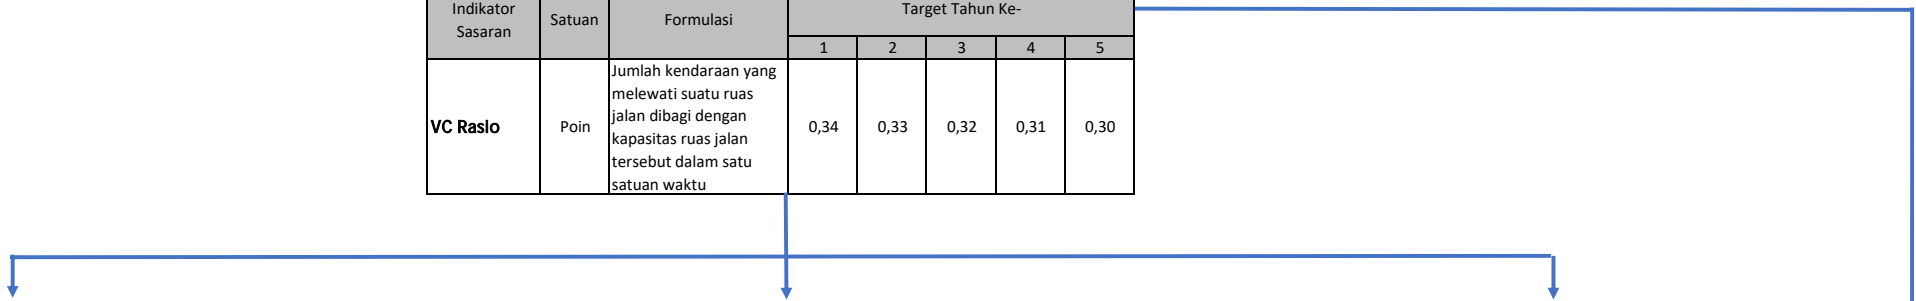 Indikator
Sasaran
Satuan
Formulasi
Target Tahun Ke-
1 2 3 4 5
VC Rasio
Poin
Jumlah kendaraan yang
melewati suatu ruas
jalan dibagi dengan
kapasitas ruas jalan
tersebut dalam satu
satuan waktu
0,34 0,33 0,32 0,31 0,30